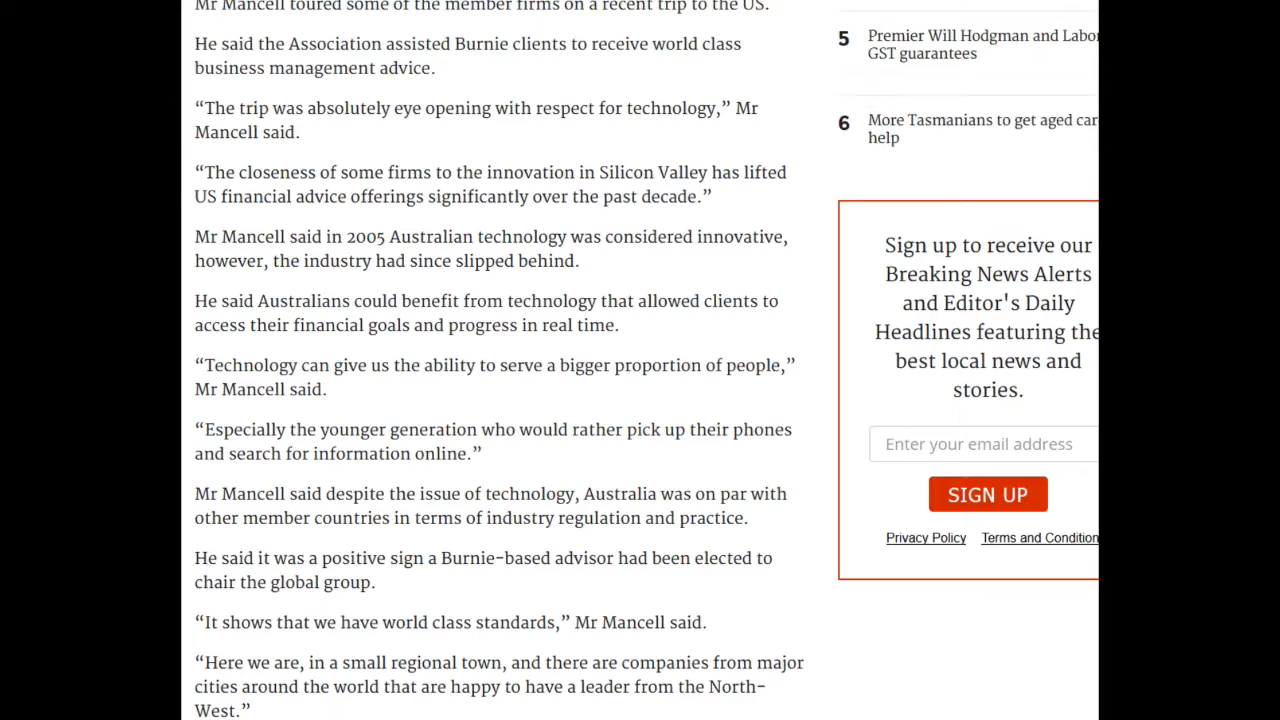 Mr Mancell toured some of the member firms on a recent trip to the US.
He said the Association assisted Burnie clients to receive world class
business management advice.
“The trip was absolutely eye opening with respect for technology,” Mr
Mancell said.
“The closeness of some firms to the innovation in Silicon Valley has lifted
US financial advice offerings significantly over the past decade.”
Mr Mancell said in 2005 Australian technology was considered innovative,
however, the industry had since slipped behind.
He said Australians could benefit from technology that allowed clients to
access their financial goals and progress in real time.
“Technology can give us the ability to serve a bigger proportion of people,”
Mr Mancell said.
“Especially the younger generation who would rather pick up their phones
and search for information online.”
Mr Mancell said despite the issue of technology, Australia was on par with
other member countries in terms of industry regulation and practice.
He said it was a positive sign a Burnie-based advisor had been elected to
chair the global group.
“It shows that we have world class standards,” Mr Mancell said.
“Here we are, in a small regional town, and there are companies from major
cities around the world that are happy to have a leader from the North-
West.”
5 Premier Will Hodgman and Labo
GST guarantees
6 More Tasmanians to get aged car
help
Sign up to receive our
Breaking News Alerts
and Editor's Daily
Headlines featuring the
best local news and
stories.
Enter your email address
SIGN UP
Privacy Policy Terms and Condition